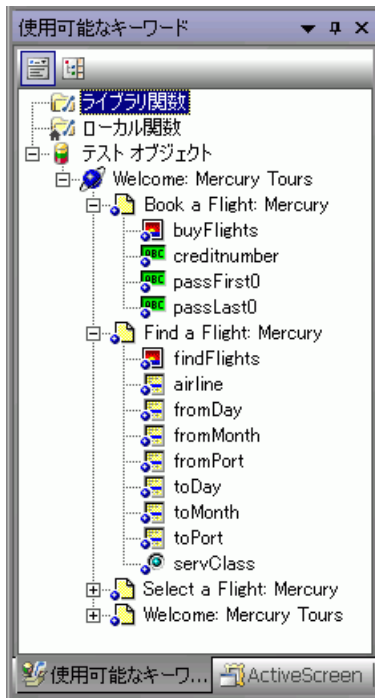 使用可能なキーワード
ライブラリ関数
ローカル関数
テスト オブジェクト
Welcome: Mercury Tours
Book a Flight: Mercury
buyFlights
creditnumber
passFirst0
passLast0
Find a Flight: Mercury
findFlights
airline
fromDay
fromMonth
fromPort
toDay
toMonth
toPort
servClass
Select a Flight: Mercury
Welcome: Mercury Tours
使用可能なキーワ... ActiveScreen